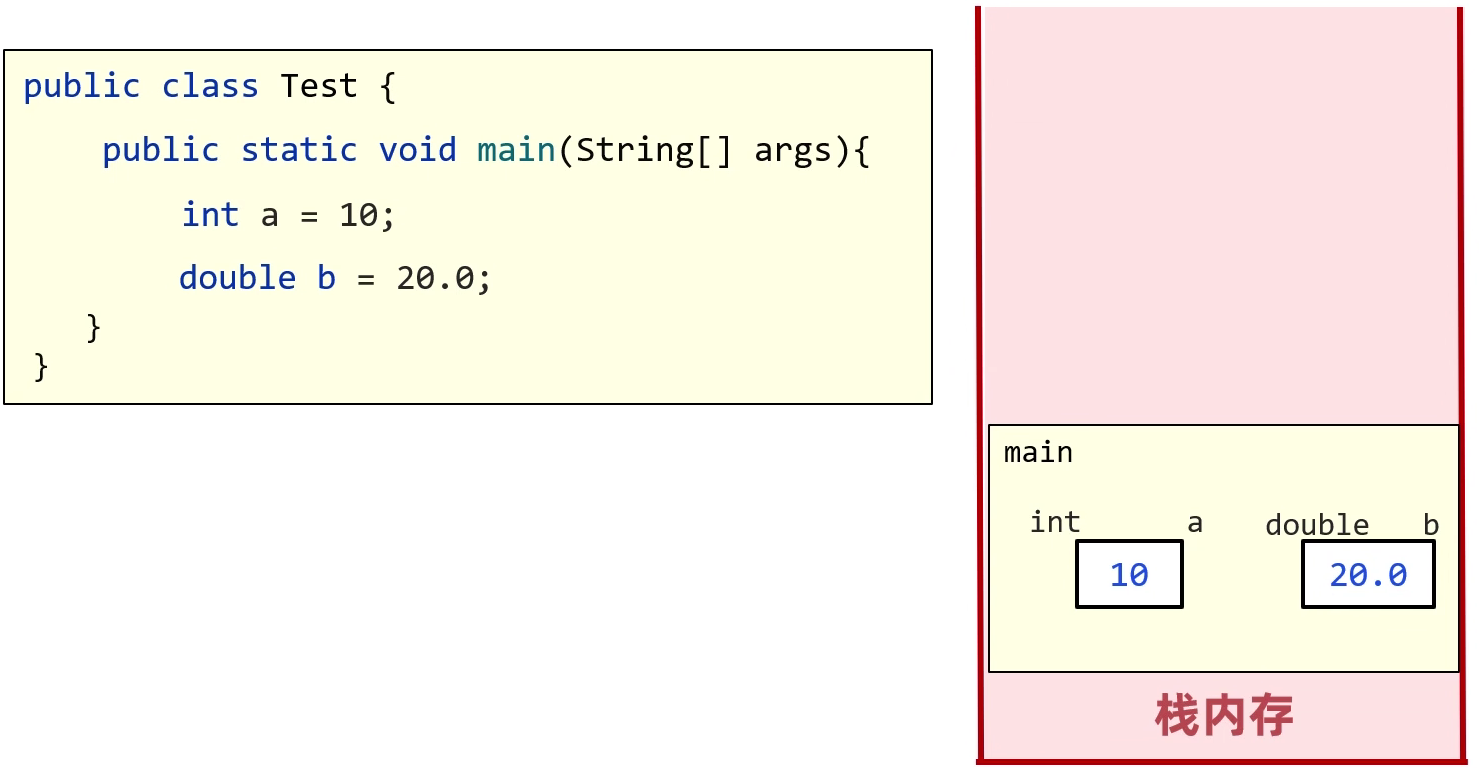 public class Test {
public static void main(String[] args){
int a = 10;
double b = 20.0;
}
}
main
int a double b
10 20.0
栈内存